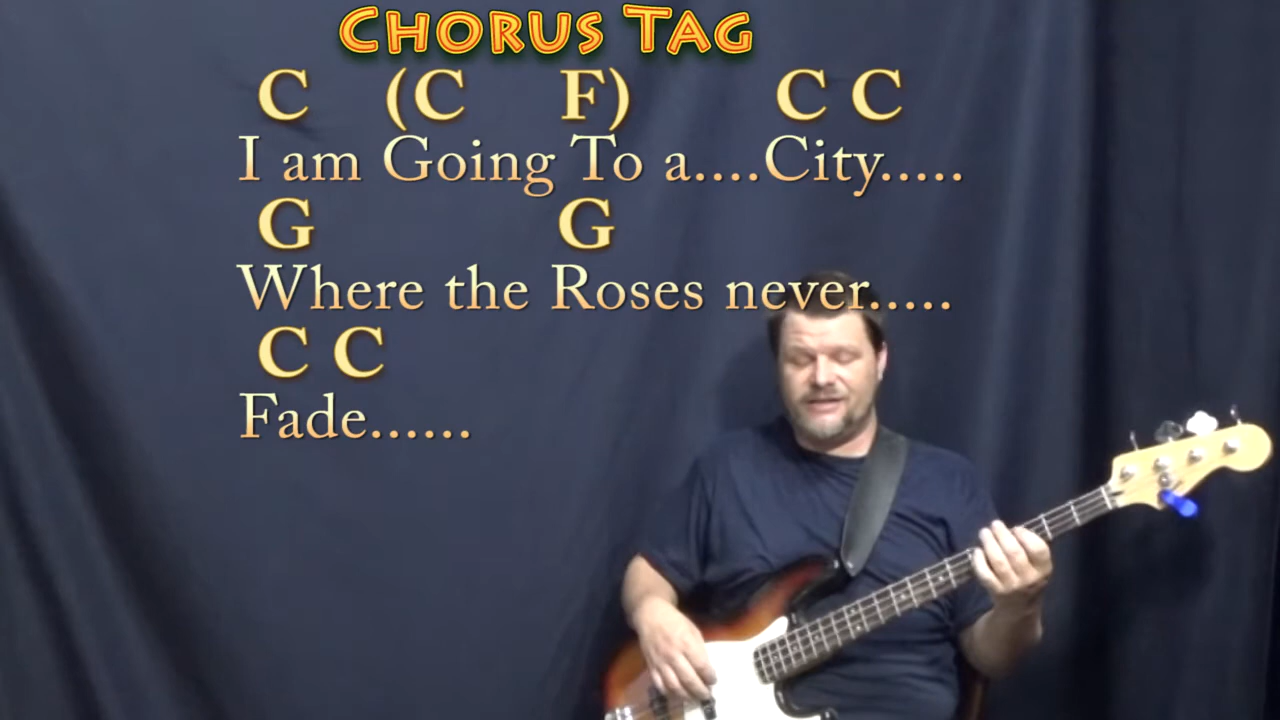 CHORUS TAG
C (C F) C C
I am Going To a....City.....
G G
Where the Roses never.....
C C
Fade......